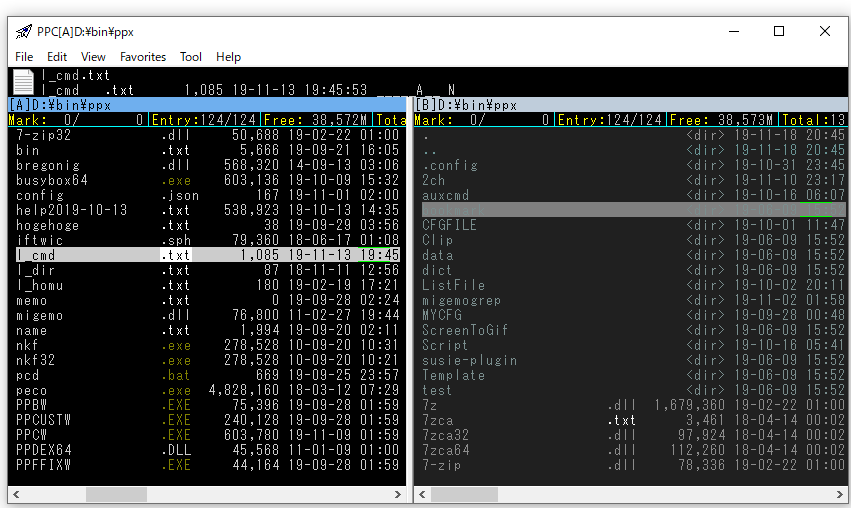 PPC[A]D:¥bin¥ppx
File Edit View Favorites Tool Help
l_cmd.txt
l_cmd .txt 1,085 19-11-13 19:45:53 _____A__N
[A]D:¥bin¥ppx
Mark: 0/ 0 Entry:124/124 Free: 38,572M Tota
7-zip32 .dll 50,688 19-02-22 01:00
bin .txt 5,666 19-09-21 16:05
bregonig .dll 568,320 14-09-13 03:06
busybox64 .exe 603,136 19-10-09 15:32
config .json 167 19-11-01 02:00
help2019-10-13 .txt 538,923 19-10-13 14:35
hogehoge .txt 38 19-09-29 03:56
iftwic .sph 79,360 18-06-17 01:08
l_cmd .txt 1,085 19-11-13 19:45
l_dir .txt 87 18-11-11 12:56
l_homu .txt 180 19-02-19 17:21
memo .txt 0 19-09-28 02:24
migemo .dll 76,800 11-02-27 19:44
name .txt 1,994 19-09-20 02:11
nkf .exe 278,528 10-09-20 10:31
nkf32 .exe 278,528 10-09-20 10:21
pcd .bat 669 19-09-25 23:57
peco .exe 4,828,160 18-03-12 07:29
PPBW .EXE 75,396 19-09-28 01:59
PPCUSTW .EXE 240,128 19-09-28 01:59
PPCW .EXE 603,780 19-11-09 01:59
PPDEX64 .DLL 45,568 11-01-09 01:00
PPFFIXW .EXE 44,164 19-09-28 01:59
[B]D:¥bin¥ppx
Mark: 0/ 0 Entry:124/124 Free: 38,573M Total:13
. <dir> 19-11-18 20:45
.. <dir> 19-11-18 20:45
.config <dir> 19-10-31 23:45
2ch <dir> 19-11-10 23:17
auxcmd <dir> 19-10-16 06:07
CFGFILE <dir> 19-10-01 11:47
Clip <dir> 19-06-09 15:52
data <dir> 19-06-09 15:52
dict <dir> 19-06-09 15:52
ListFile <dir> 19-10-02 20:11
migemogrep <dir> 19-11-02 01:58
MYCFG <dir> 19-09-28 00:48
ScreenToGif <dir> 19-06-09 15:52
Script <dir> 19-10-16 05:41
susie-plugin <dir> 19-06-09 15:52
Template <dir> 19-06-09 15:52
test <dir> 19-06-09 15:52
7z .dll 1,679,360 19-02-22 01:00
7zca .txt 3,461 18-04-14 00:02
7zca32 .dll 97,924 18-04-14 00:02
7zca64 .dll 112,260 18-04-14 00:02
7-zip .dll 78,336 19-02-22 01:00